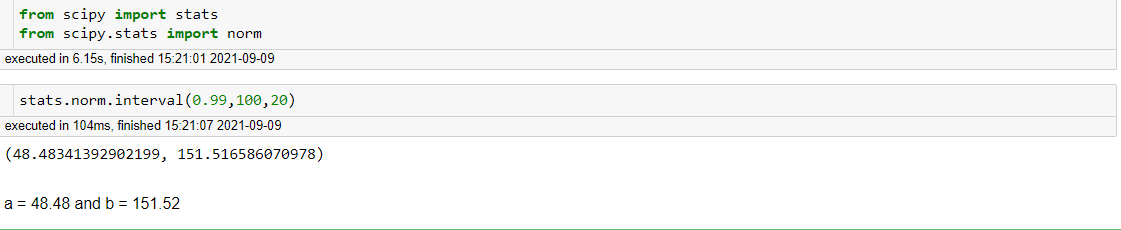 from scipy import stats
from scipy.stats import norm
executed in 6.15s, finished 15:21:01 2021-09-09
stats.norm.interval(0.99,100,20)
executed in 104ms, finished 15:21:07 2021-09-09
(48.48341392902199, 151.516586070978)
a = 48.48 and b = 151.52